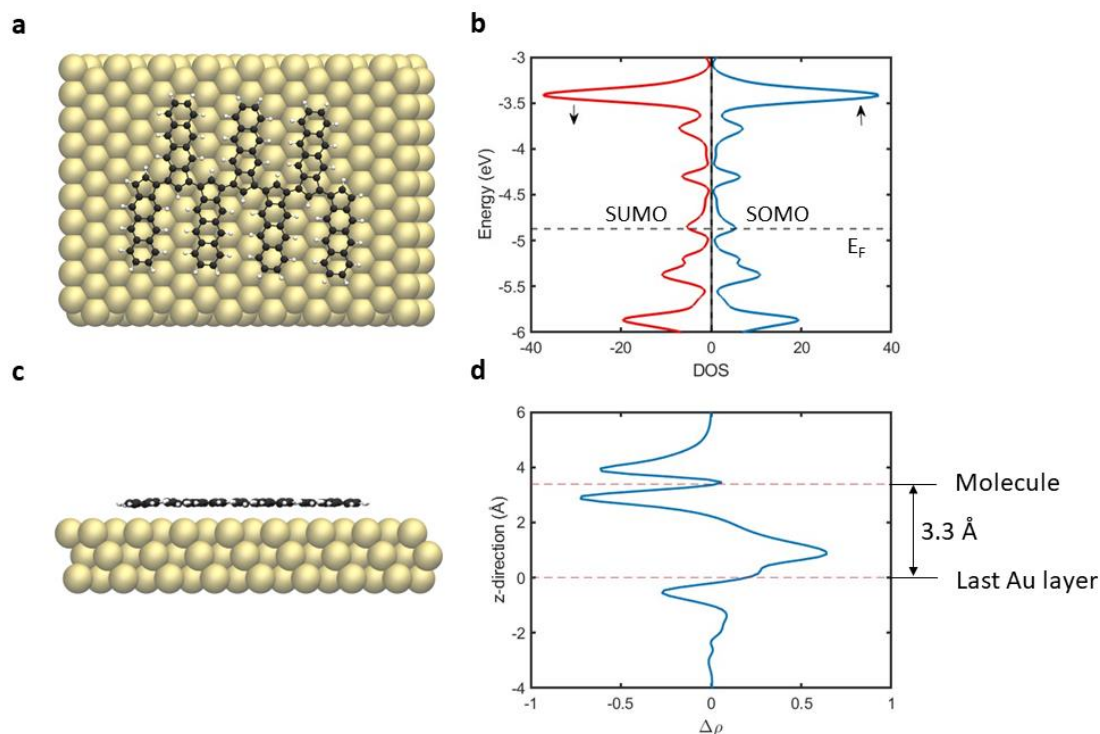 a
b
-3
-3.5
-4
-4.5
-5
-5.5
-6
Energy (eV)
SUMO
SOMO
E_F
-40
-20
0
20
40
DOS
c
d
6
4
2
0
-2
-4
z-direction (Å)
Molecule
3.3 Å
Last Au layer
-1
-0.5
0
0.5
1
Δρ